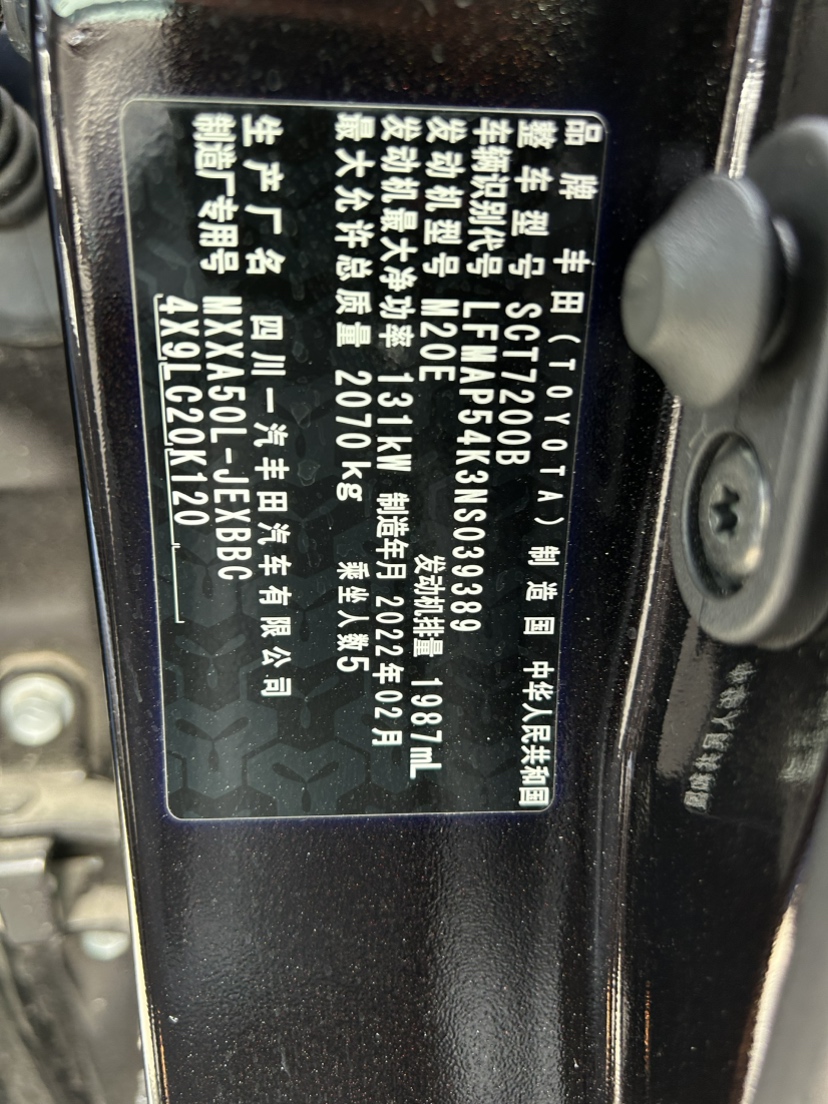 品牌 丰田(TOYOTA) 制造国 中华人民共和国
整车型号 SCT7200B
车辆识别代号 LFMAP54K3NS039389
发动机型号 M20E 发动机排量 1987mL
发动机最大净功率 131kW 制造年月 2022年02月
最大允许总质量 2070kg 乘坐人数5
生产厂名 四川一汽丰田汽车有限公司
制造厂专用号 MXXA50L-JEXBBC
4X9LC20K120